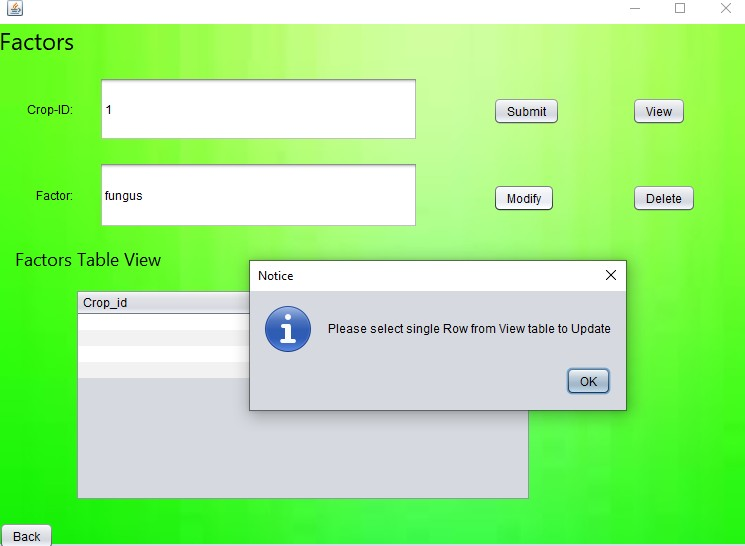 Factors
Crop-ID:
1
Submit
View
Factor:
fungus
Modify
Delete
Factors Table View
Notice
Crop_id
Please select single Row from View table to Update
OK
Back